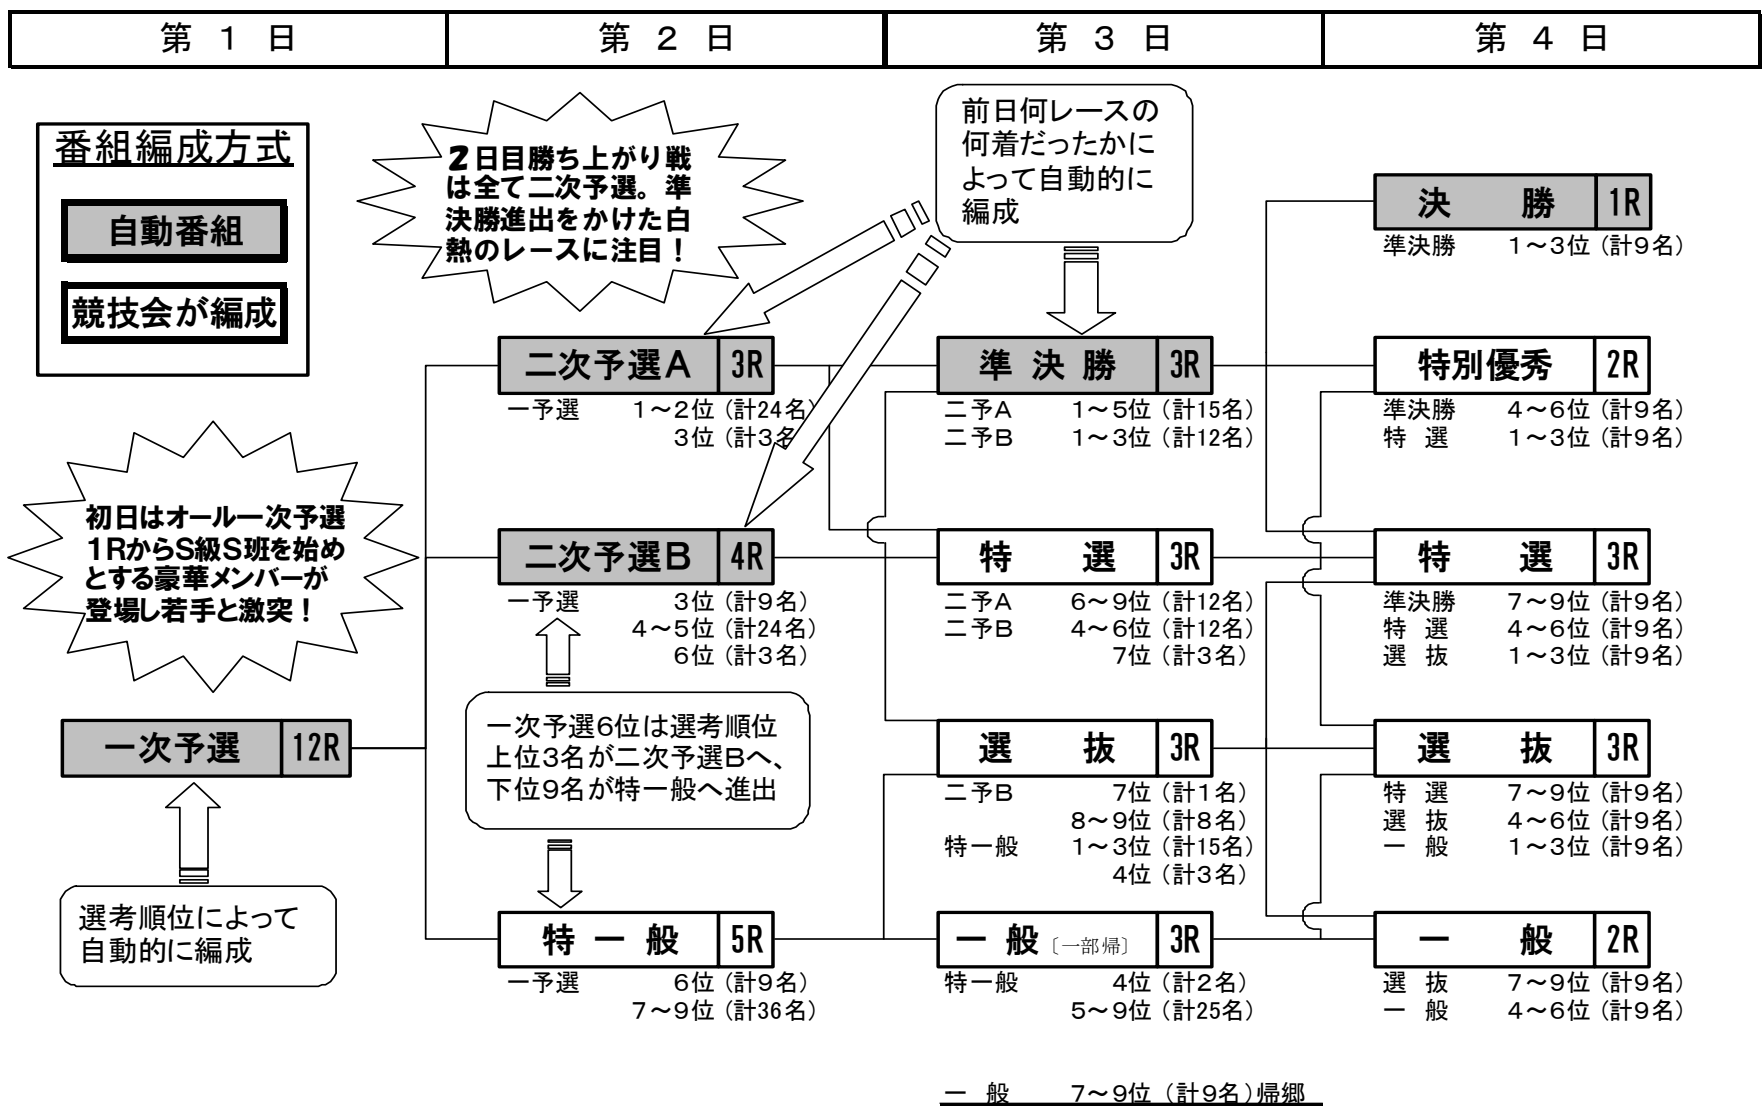 第 1 日
第 2 日
第 3 日
第 4 日
番組編成方式
自動番組
競技会が編成
2日目勝ち上がり戦
は全て二次予選。準
決勝進出をかけた白
熱のレースに注目！
前日何レースの
何着だったかに
よって自動的に
編成
初日はオール一次予選
1RからS級S班を始め
とする豪華メンバーが
登場し若手と激突！
一次予選 12R
選考順位によって
自動的に編成
二次予選A 3R
一予選 1～2位（計24名）
3位（計3名）
二次予選B 4R
一予選 3位（計9名）
4～5位（計24名）
6位（計3名）
一次予選6位は選考順位
上位3名が二次予選Bへ、
下位9名が特一般へ進出
特一般 5R
一予選 6位（計9名）
7～9位（計36名）
準決勝 3R
二予A 1～5位（計15名）
二予B 1～3位（計12名）
特選 3R
二予A 6～9位（計12名）
二予B 4～6位（計12名）
7位（計3名）
選抜 3R
二予B 7位（計1名）
8～9位（計8名）
特一般 1～3位（計15名）
4位（計3名）
一般〔一部帰〕 3R
特一般 4位（計2名）
5～9位（計25名）
一般 7～9位（計9名）帰郷
決勝 1R
準決勝 1～3位（計9名）
特別優秀 2R
準決勝 4～6位（計9名）
特選 1～3位（計9名）
特選 3R
準決勝 7～9位（計9名）
特選 4～6位（計9名）
選抜 1～3位（計9名）
選抜 3R
特選 7～9位（計9名）
選抜 4～6位（計9名）
一般 1～3位（計9名）
一般 2R
選抜 7～9位（計9名）
一般 4～6位（計9名）